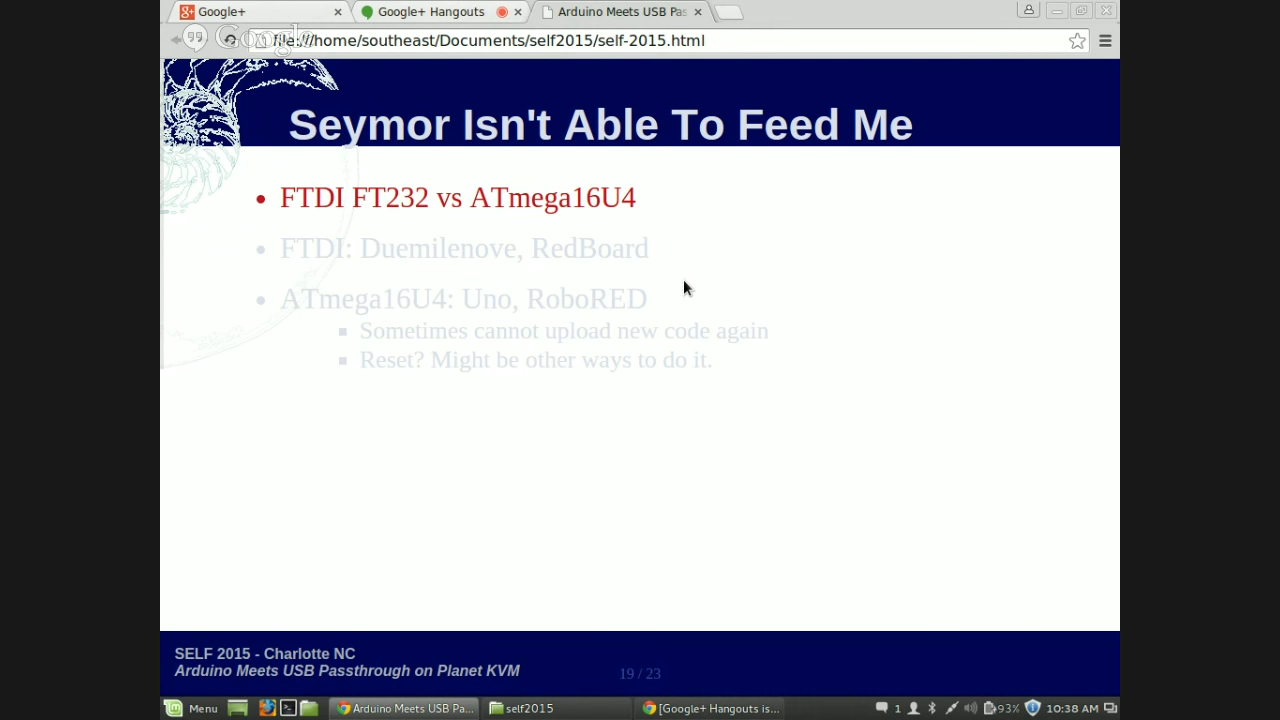 Google+
Google+ Hangouts
Arduino Meets USB Pas
Google
file:///home/southeast/Documents/self2015/self-2015.html
Seymor Isn't Able To Feed Me
FTDI FT232 vs ATmega16U4
FTDI: Duemilenove, RedBoard
ATmega16U4: Uno, RoboRED
Sometimes cannot upload new code again
Reset? Might be other ways to do it.
SELF 2015 - Charlotte NC
Arduino Meets USB Passthrough on Planet KVM
19 / 23
Menu
Arduino Meets USB Pa...
self2015
[Google+ Hangouts is...
1
93%
10:38 AM